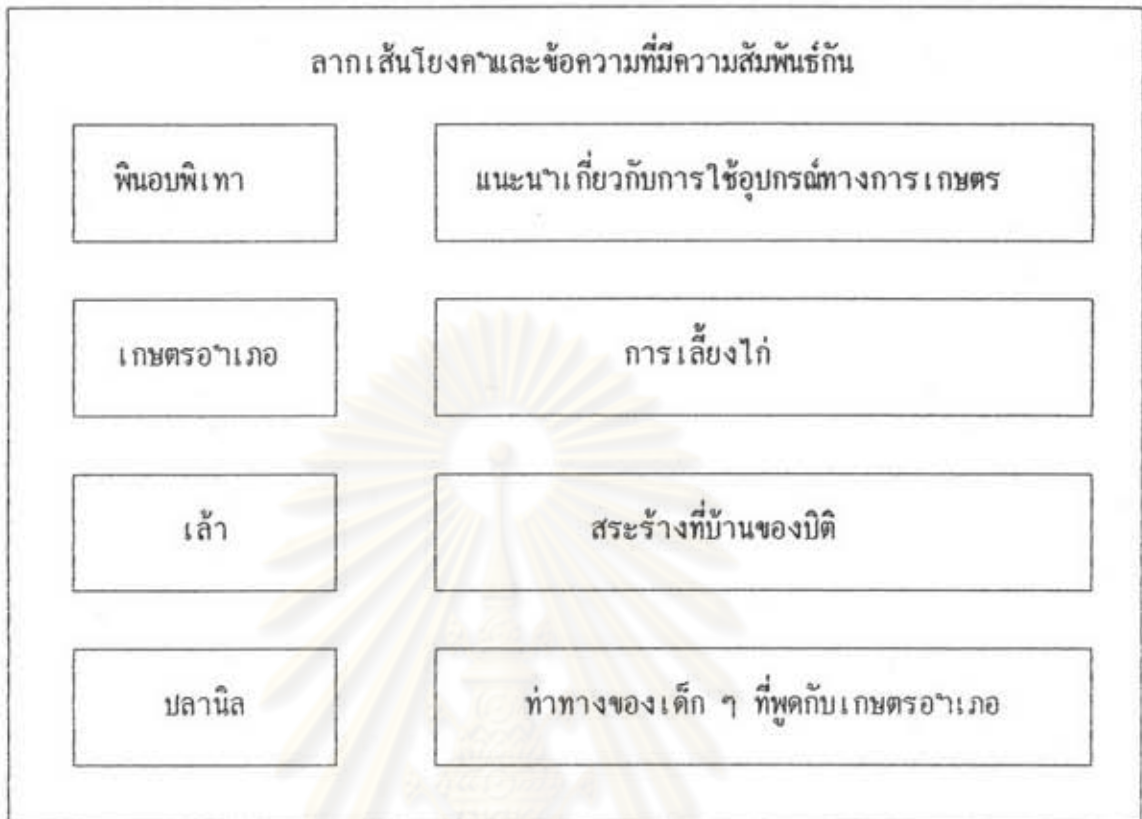 ลากเส้นโยงคำและข้อความที่มีความสัมพันธ์กัน
พินอบพิเทา แนะนำเกี่ยวกับการใช้อุปกรณ์ทางการเกษตร
เกษตรอำเภอ การเลี้ยงไก่
เล้า สระร้างที่บ้านของปิติ
ปลานิล ท่าทางของเด็ก ๆ ที่พูดกับเกษตรอำเภอ